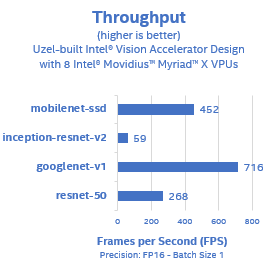 Throughput
(higher is better)
Uzel-built Intel® Vision Accelerator Design
with 8 Intel® Movidius™ Myriad™ X VPUs
mobilenet-ssd 452
inception-resnet-v2 59
googlenet-v1 716
resnet-50 268
0 200 400 600 800
Frames per Second (FPS)
Precision: FP16 - Batch Size 1